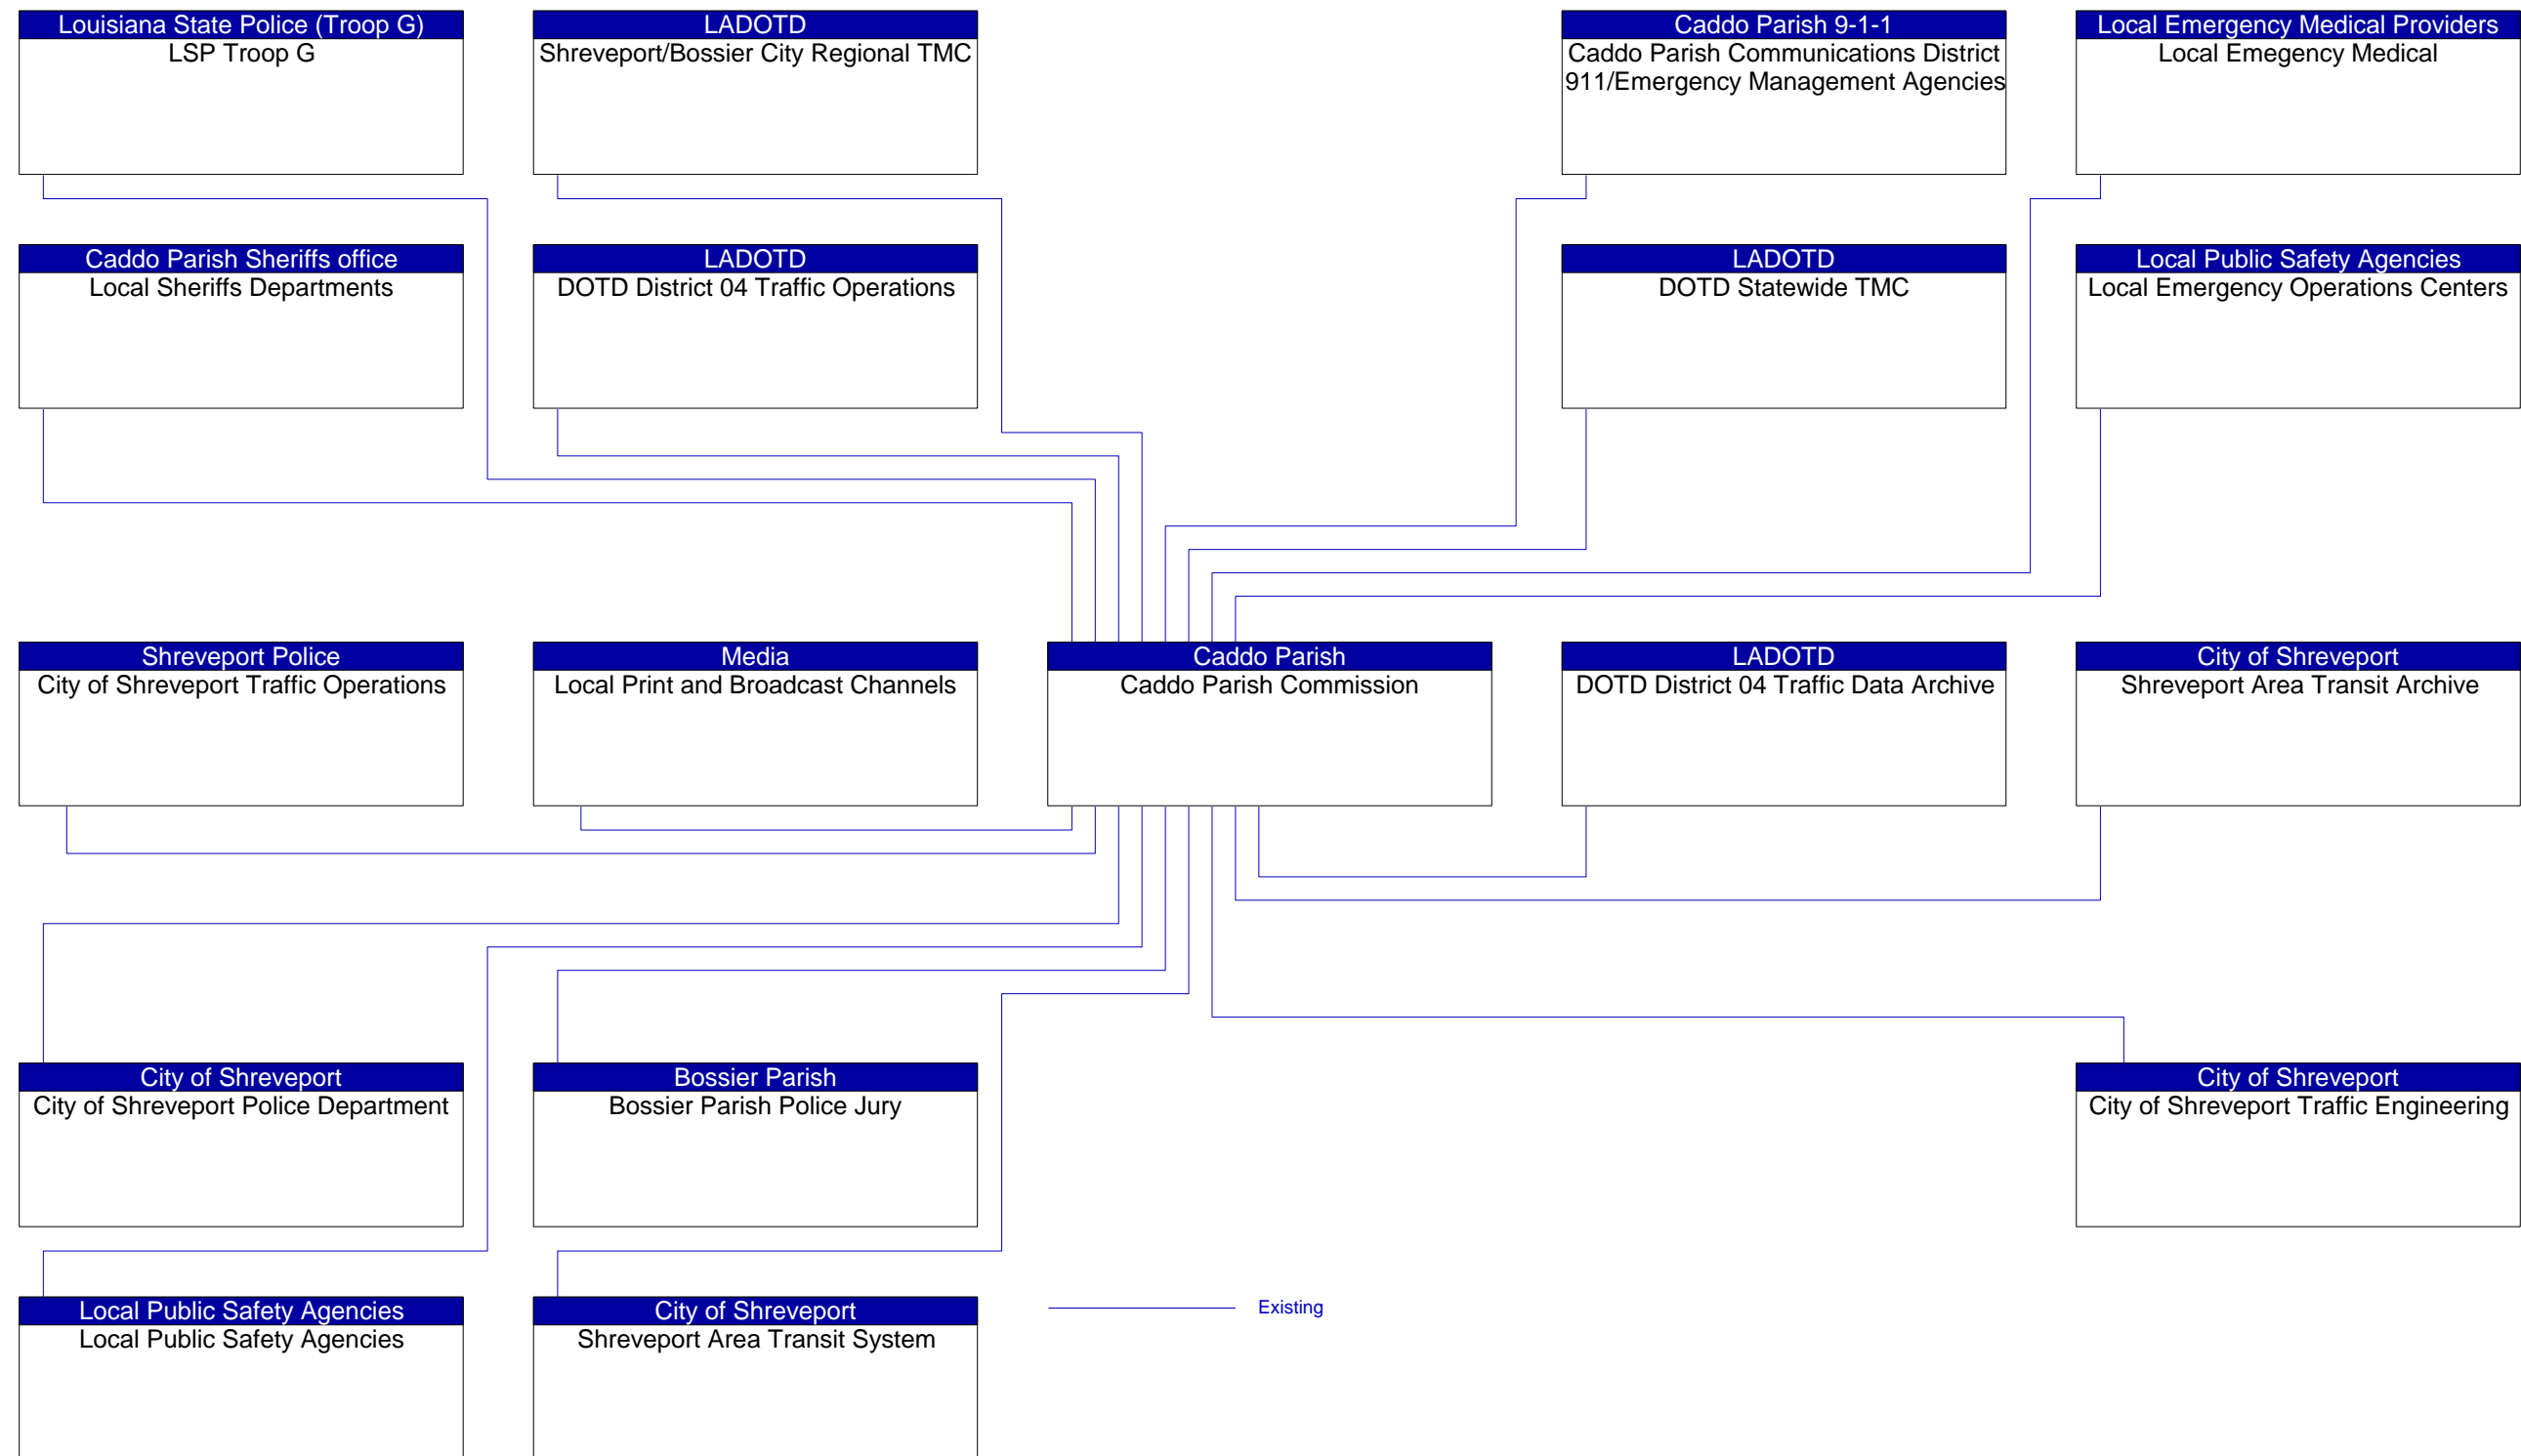 Louisiana State Police (Troop G)
LSP Troop G
LADOTD
Shreveport/Bossier City Regional TMC
Caddo Parish 9-1-1
Caddo Parish Communications District
911/Emergency Management Agencies
Local Emergency Medical Providers
Local Emegency Medical
Caddo Parish Sheriffs office
Local Sheriffs Departments
LADOTD
DOTD District 04 Traffic Operations
LADOTD
DOTD Statewide TMC
Local Public Safety Agencies
Local Emergency Operations Centers
Shreveport Police
City of Shreveport Traffic Operations
Media
Local Print and Broadcast Channels
Caddo Parish
Caddo Parish Commission
LADOTD
DOTD District 04 Traffic Data Archive
City of Shreveport
Shreveport Area Transit Archive
City of Shreveport
City of Shreveport Police Department
Bossier Parish
Bossier Parish Police Jury
City of Shreveport
City of Shreveport Traffic Engineering
Local Public Safety Agencies
Local Public Safety Agencies
City of Shreveport
Shreveport Area Transit System
Existing